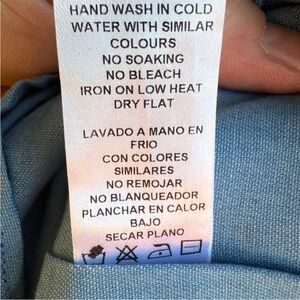 HAND WASH IN COLD
WATER WITH SIMILAR
COLOURS
NO SOAKING
NO BLEACH
IRON ON LOW HEAT
DRY FLAT
LAVADO A MANO EN
FRIO
CON COLORES
SIMILARES
NO REMOJAR
NO BLANQUEADOR
PLANCHAR EN CALOR
BAJO
SECAR PLANO